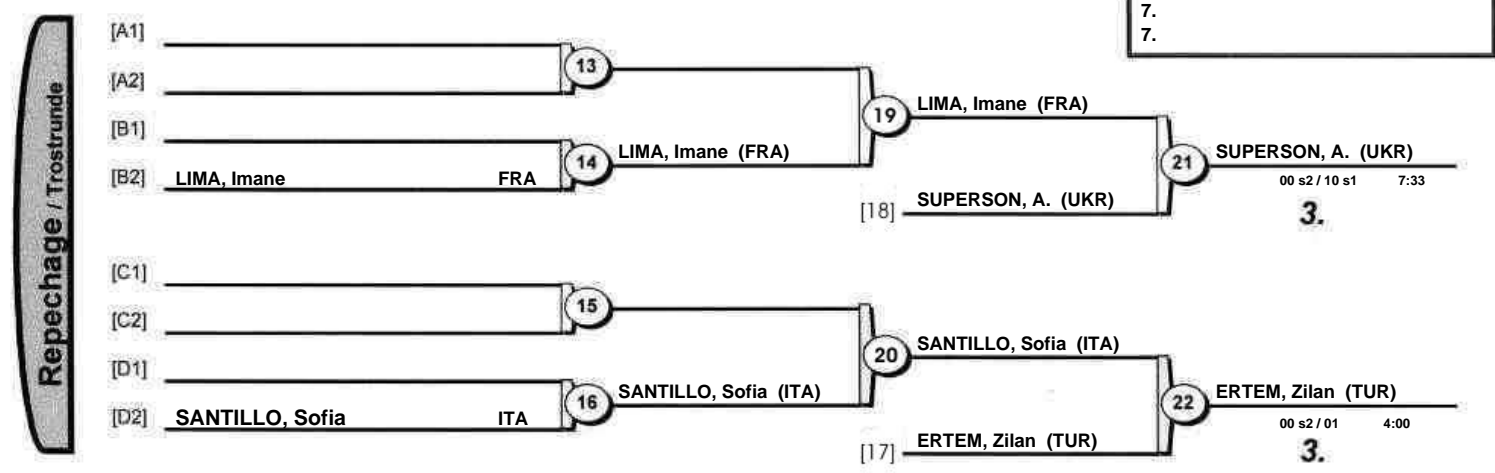 7.
7.
Repechage / Trostrunde
[A1]
13
[A2]
LIMA, Imane (FRA)
19
[B1]
LIMA, Imane (FRA)
14
SUPERSON, A. (UKR)
21
[B2] LIMA, Imane FRA
00 s2 / 10 s1 7:33
[18] SUPERSON, A. (UKR)
3.
[C1]
15
[C2]
SANTILLO, Sofia (ITA)
20
[D1]
SANTILLO, Sofia (ITA)
16
ERTEM, Zilan (TUR)
22
[D2] SANTILLO, Sofia ITA
00 s2 / 01 4:00
[17] ERTEM, Zilan (TUR)
3.